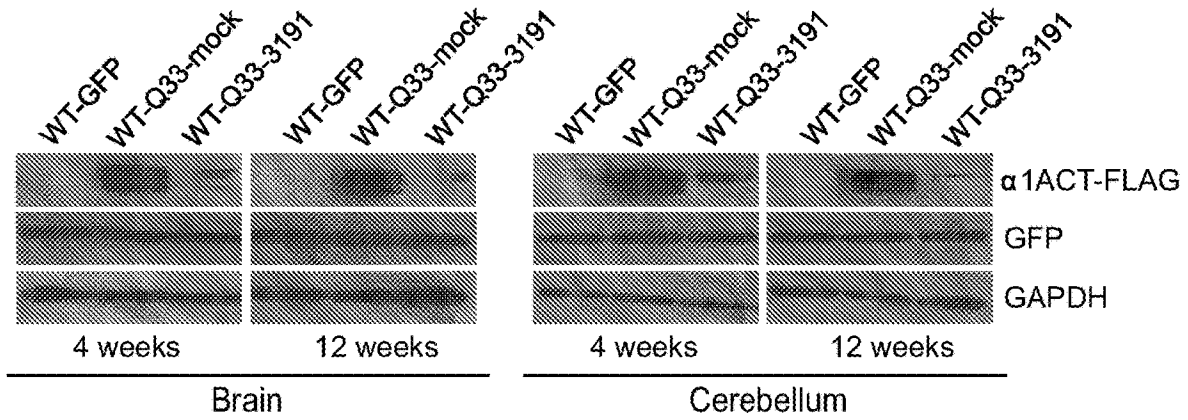 WT-GFP
WT-Q33-mock
WT-Q33-3191
WT-GFP
WT-Q33-mock
WT-Q33-3191
WT-GFP
WT-Q33-mock
WT-Q33-3191
WT-GFP
WT-Q33-mock
WT-Q33-3191
α1ACT-FLAG
GFP
GAPDH
4 weeks
12 weeks
4 weeks
12 weeks
Brain
Cerebellum